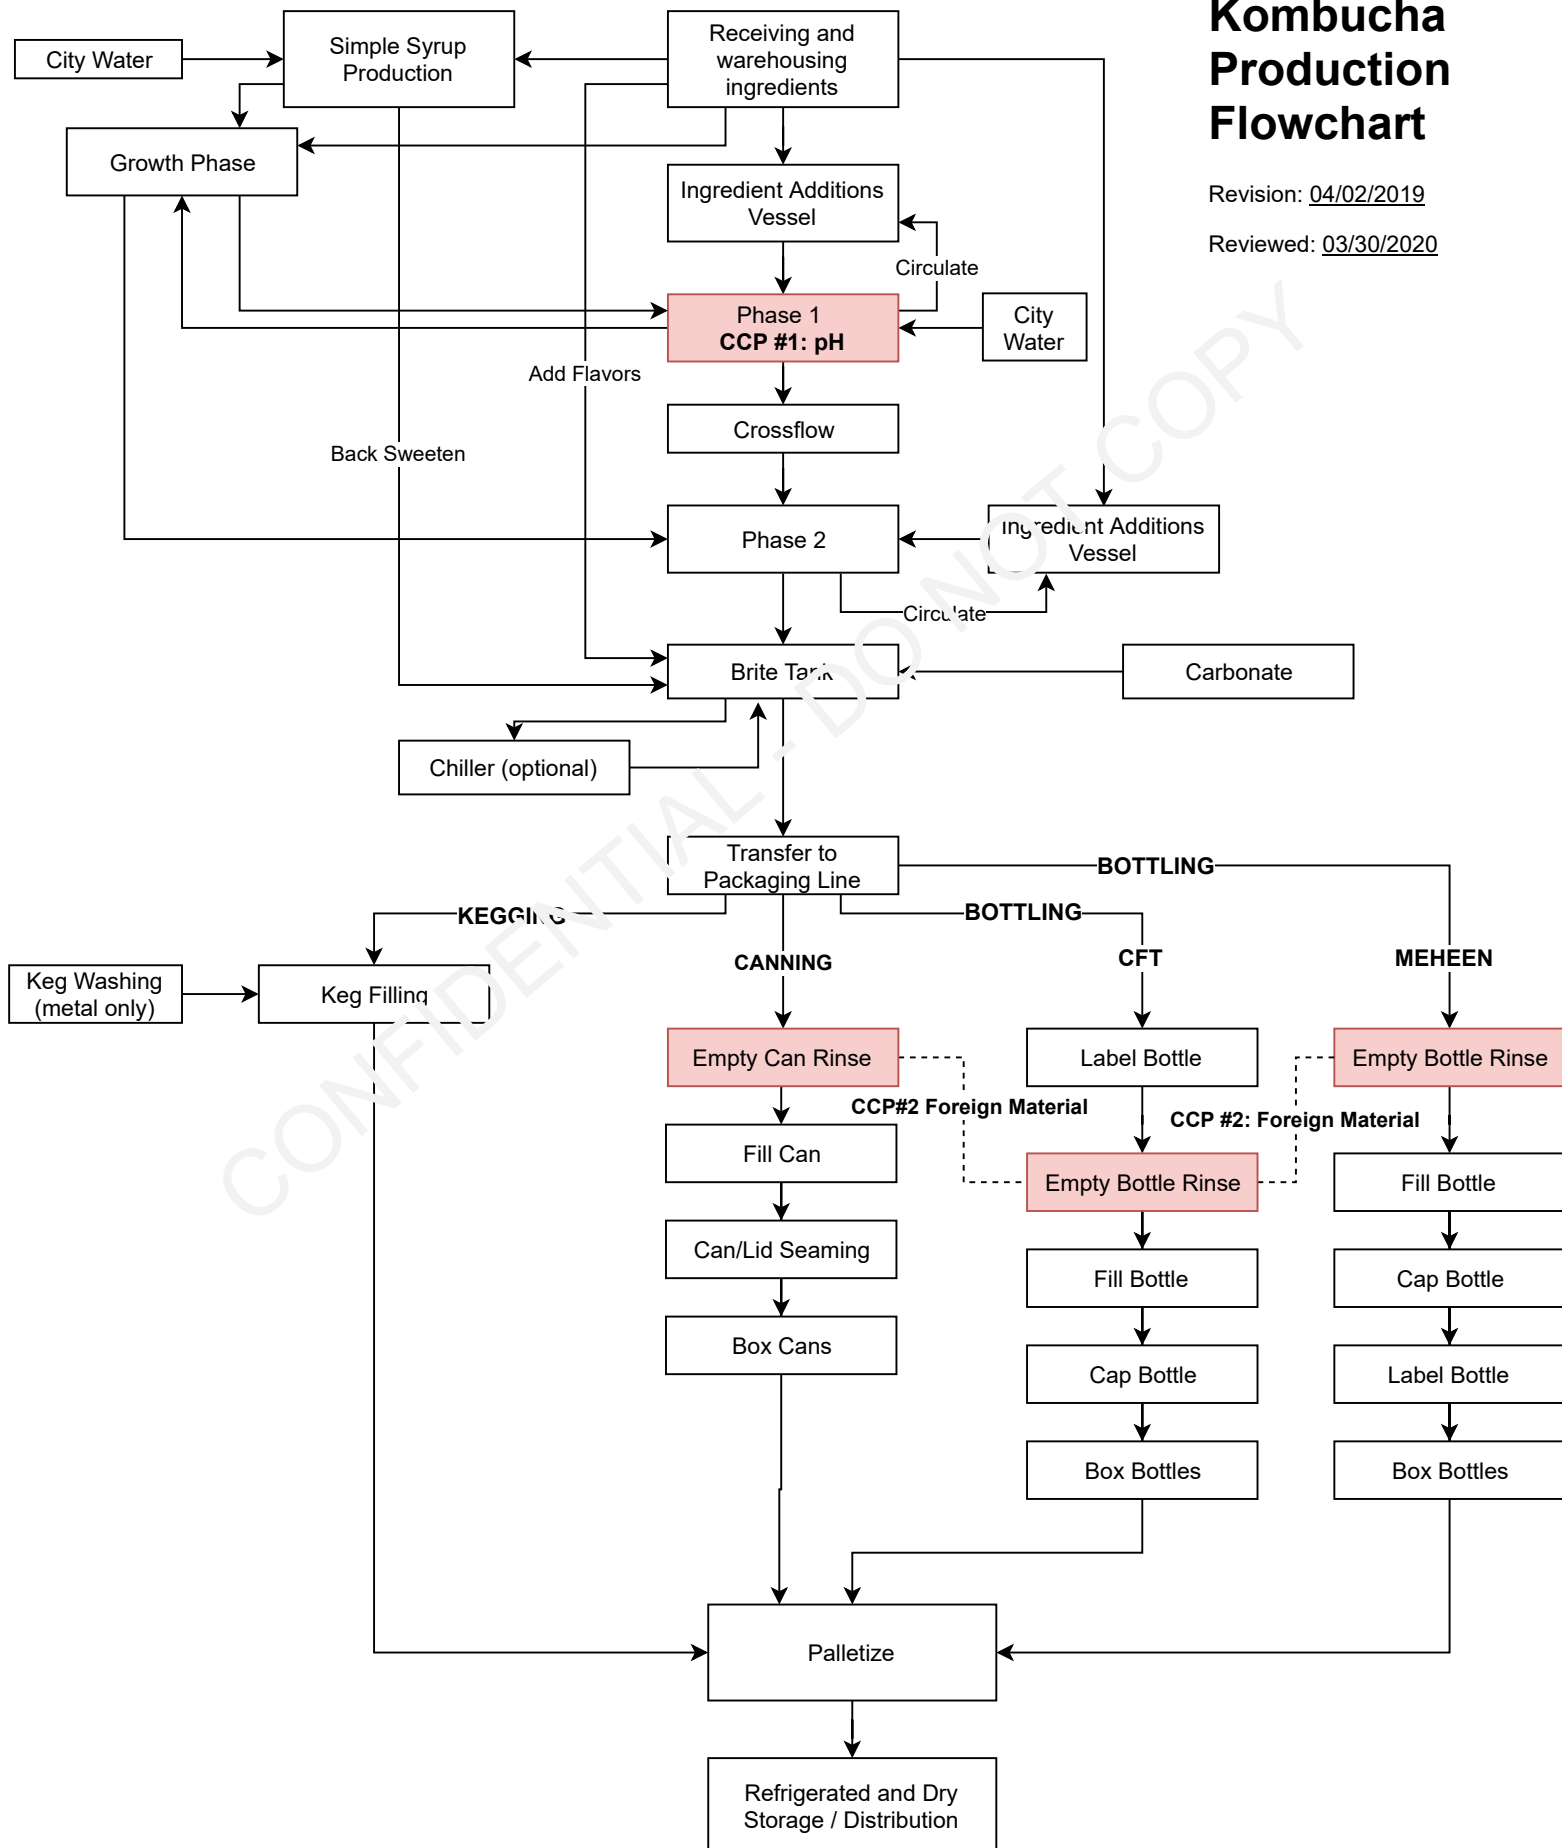 Kombucha
Production
Flowchart
Revision: 04/02/2019
Reviewed: 03/30/2020
City Water
Simple Syrup
Production
Receiving and
warehousing
ingredients
Growth Phase
Ingredient Additions
Vessel
Circulate
Phase 1
CCP #1: pH
City
Water
Add Flavors
Crossflow
Back Sweeten
Phase 2
Ingredient Additions
Vessel
Circulate
Brite Tank
Carbonate
Chiller (optional)
Transfer to
Packaging Line
BOTTLING
KEGGING
BOTTLING
CANNING
CFT
MEHEEN
Keg Washing
(metal only)
Keg Filling
Empty Can Rinse
Label Bottle
Empty Bottle Rinse
CCP#2 Foreign Material
CCP #2: Foreign Material
Fill Can
Empty Bottle Rinse
Fill Bottle
Can/Lid Seaming
Fill Bottle
Cap Bottle
Box Cans
Cap Bottle
Label Bottle
Box Bottles
Box Bottles
Palletize
Refrigerated and Dry
Storage / Distribution
CONFIDENTIAL - DO NOT COPY